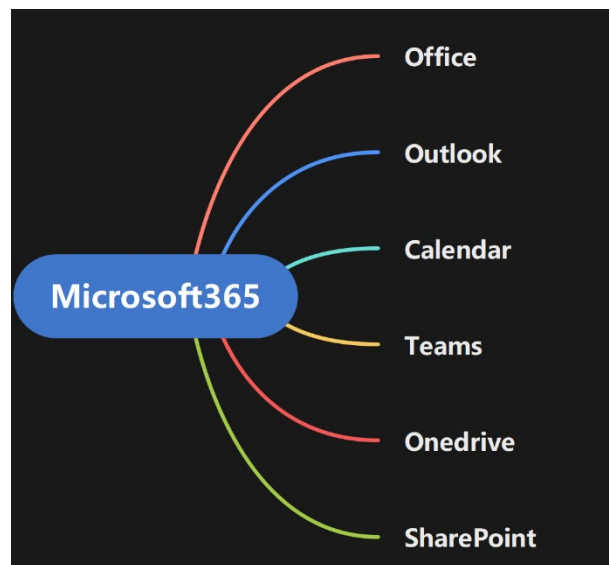 Office
Outlook
Calendar
Microsoft365
Teams
Onedrive
SharePoint